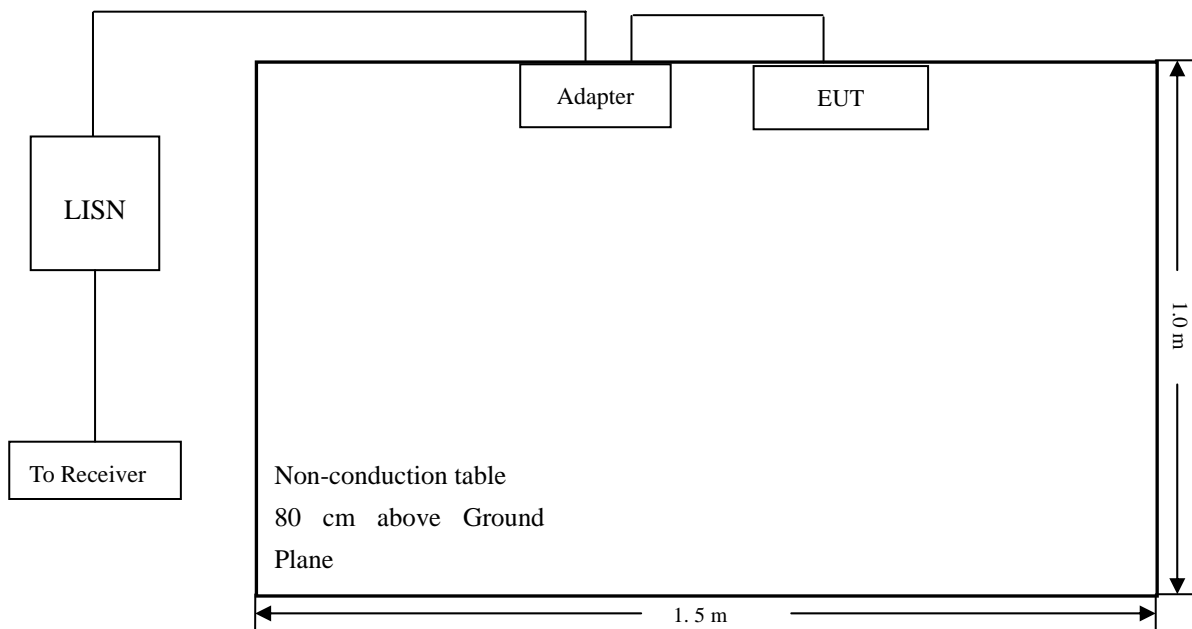 Adapter
EUT
LISN
1.0 m
To Receiver
Non-conduction table
80 cm above Ground
Plane
1. 5 m